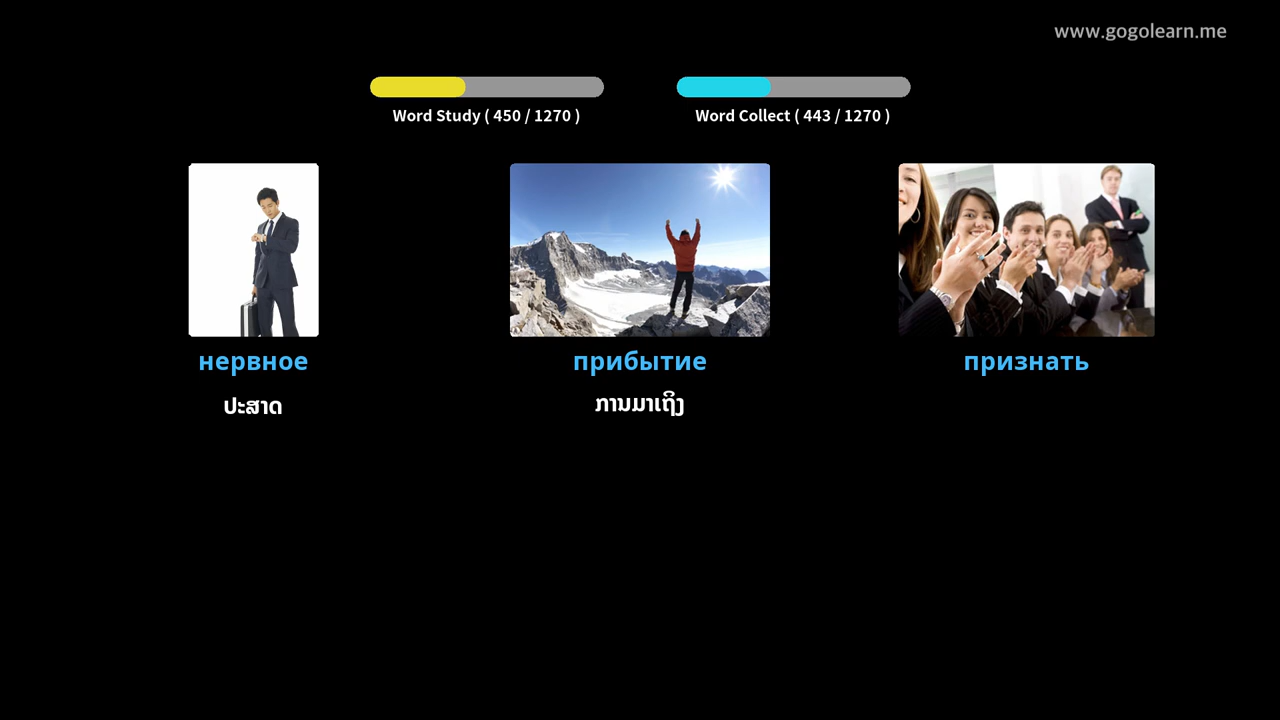 www.gogolearn.me
Word Study ( 450 / 1270 )
Word Collect ( 443 / 1270 )
нервное
прибытие
признать
ປະສາດ
ການມາເຖິງ